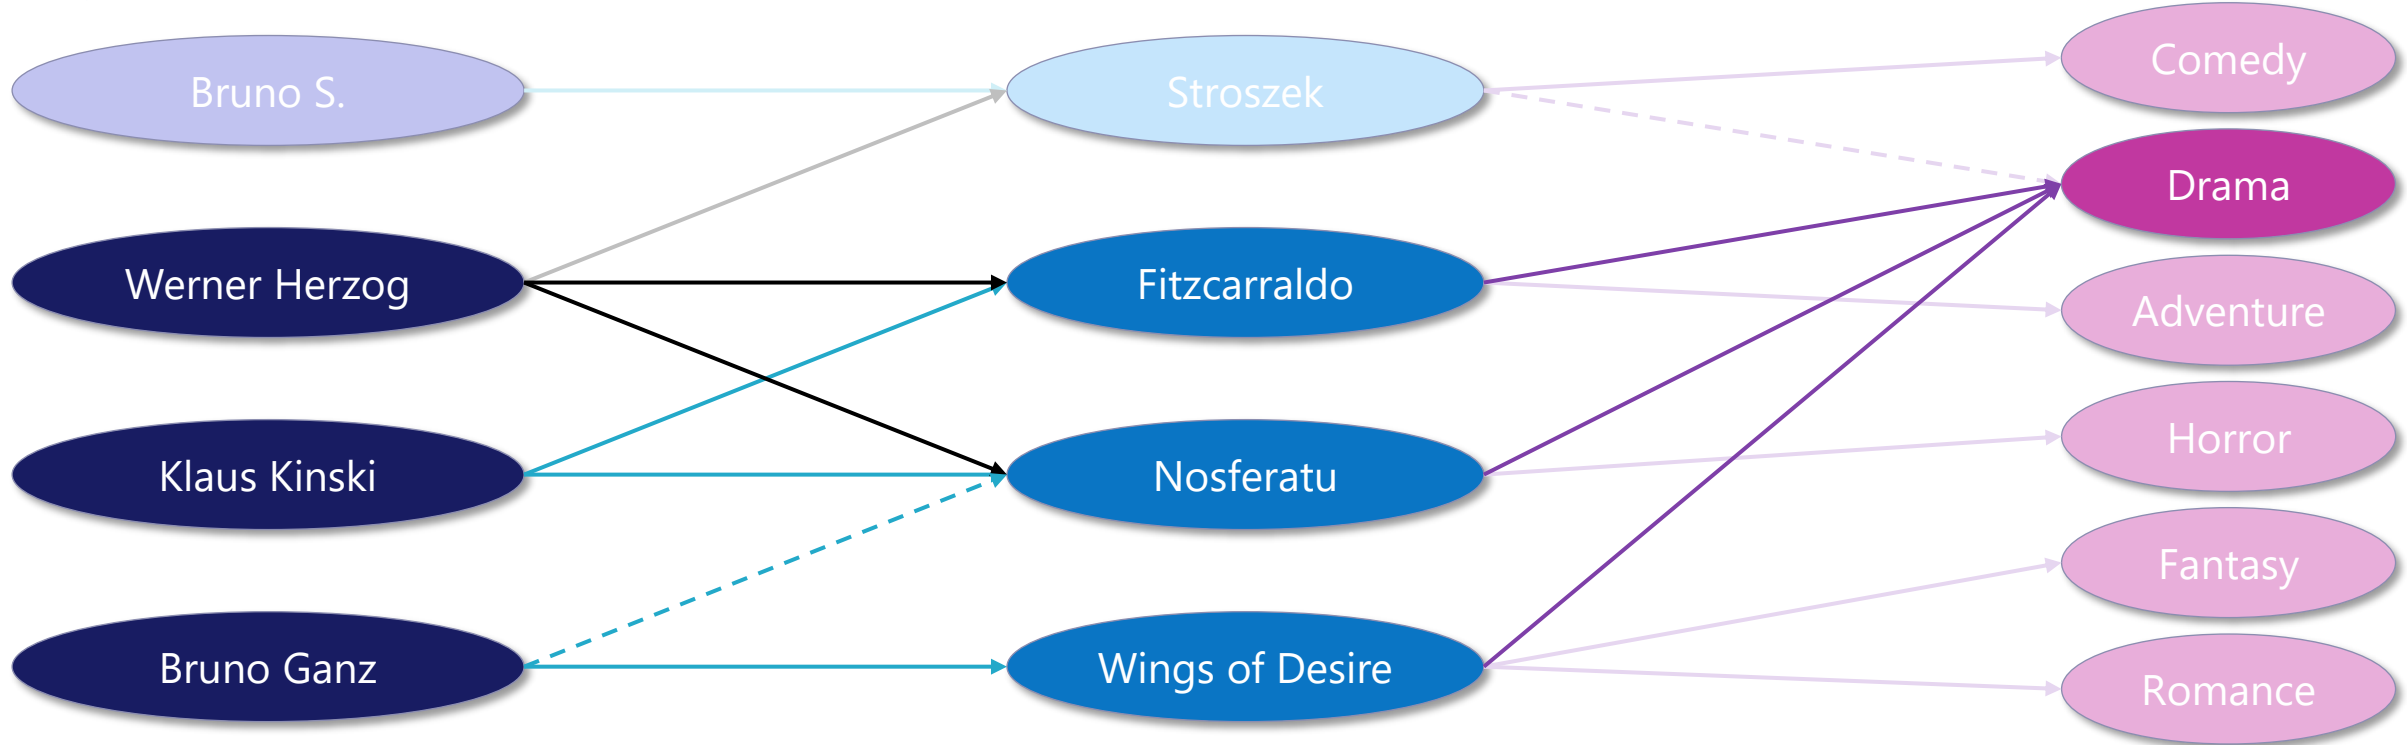 Bruno S.
Werner Herzog
Klaus Kinski
Bruno Ganz
Stroszek
Fitzcarraldo
Nosferatu
Wings of Desire
Comedy
Drama
Adventure
Horror
Fantasy
Romance